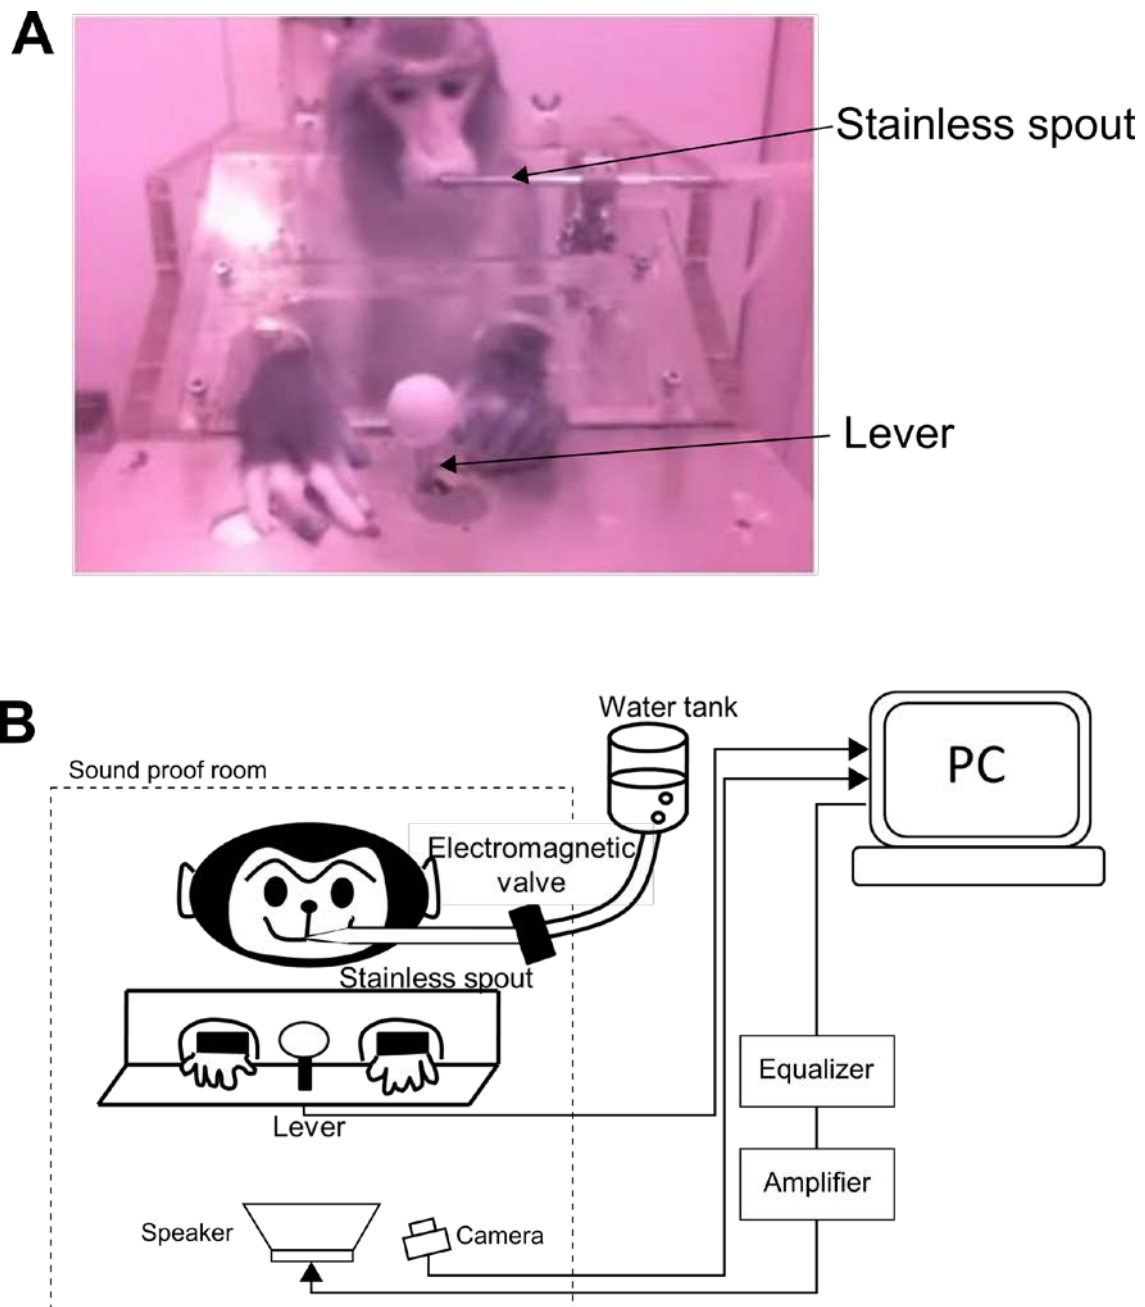 A
Stainless spout
Lever
B
Water tank
Sound proof room
PC
Electromagnetic
valve
Stainless spout
Equalizer
Lever
Amplifier
Speaker
Camera